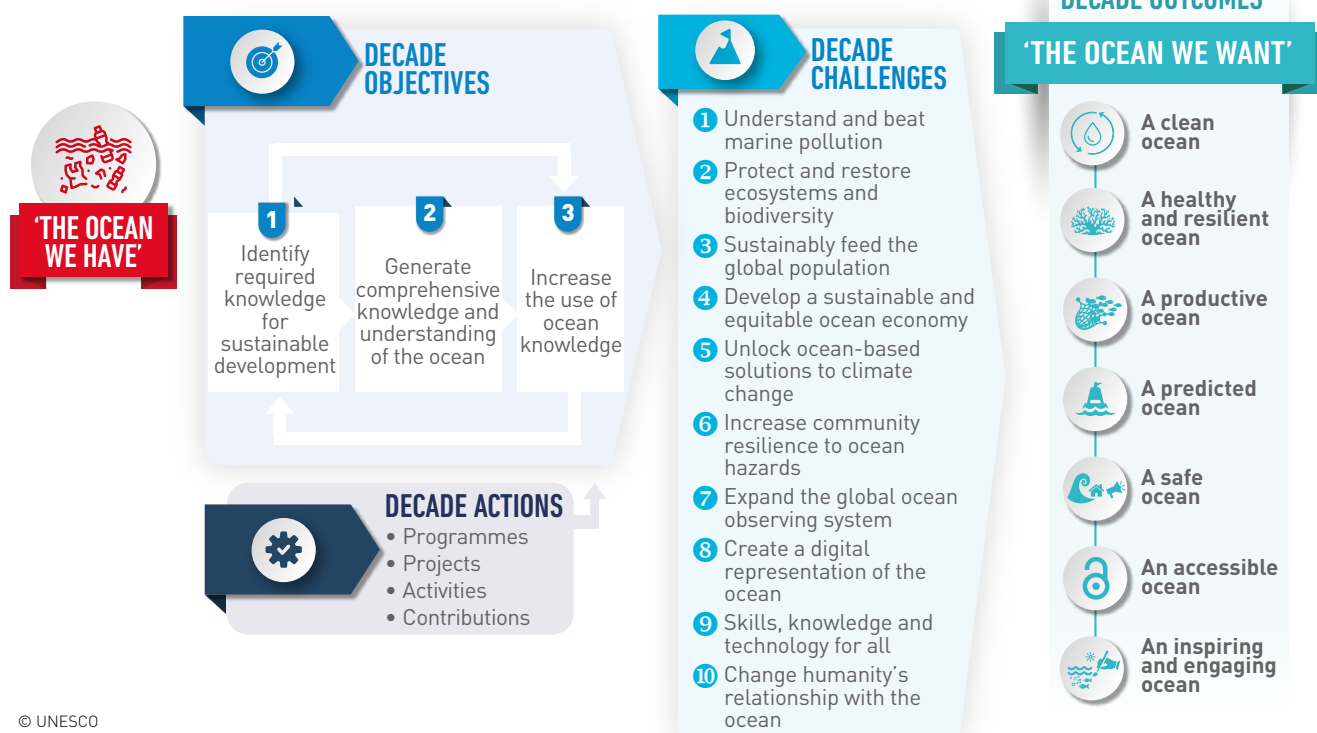 'THE OCEAN
WE HAVE'
DECADE
OBJECTIVES
1
Identify
required
knowledge
for
sustainable
development
2
Generate
comprehensive
knowledge and
understanding
of the ocean
3
Increase
the use of
ocean
knowledge
DECADE ACTIONS
• Programmes
• Projects
• Activities
• Contributions
DECADE
CHALLENGES
1 Understand and beat
marine pollution
2 Protect and restore
ecosystems and
biodiversity
3 Sustainably feed the
global population
4 Develop a sustainable and
equitable ocean economy
5 Unlock ocean-based
solutions to climate
change
6 Increase community
resilience to ocean
hazards
7 Expand the global ocean
observing system
8 Create a digital
representation of the
ocean
9 Skills, knowledge and
technology for all
10 Change humanity's
relationship with the
ocean
DECADE OUTCOMES
'THE OCEAN WE WANT'
A clean
ocean
A healthy
and resilient
ocean
A productive
ocean
A predicted
ocean
A safe
ocean
An accessible
ocean
An inspiring
and engaging
ocean
© UNESCO